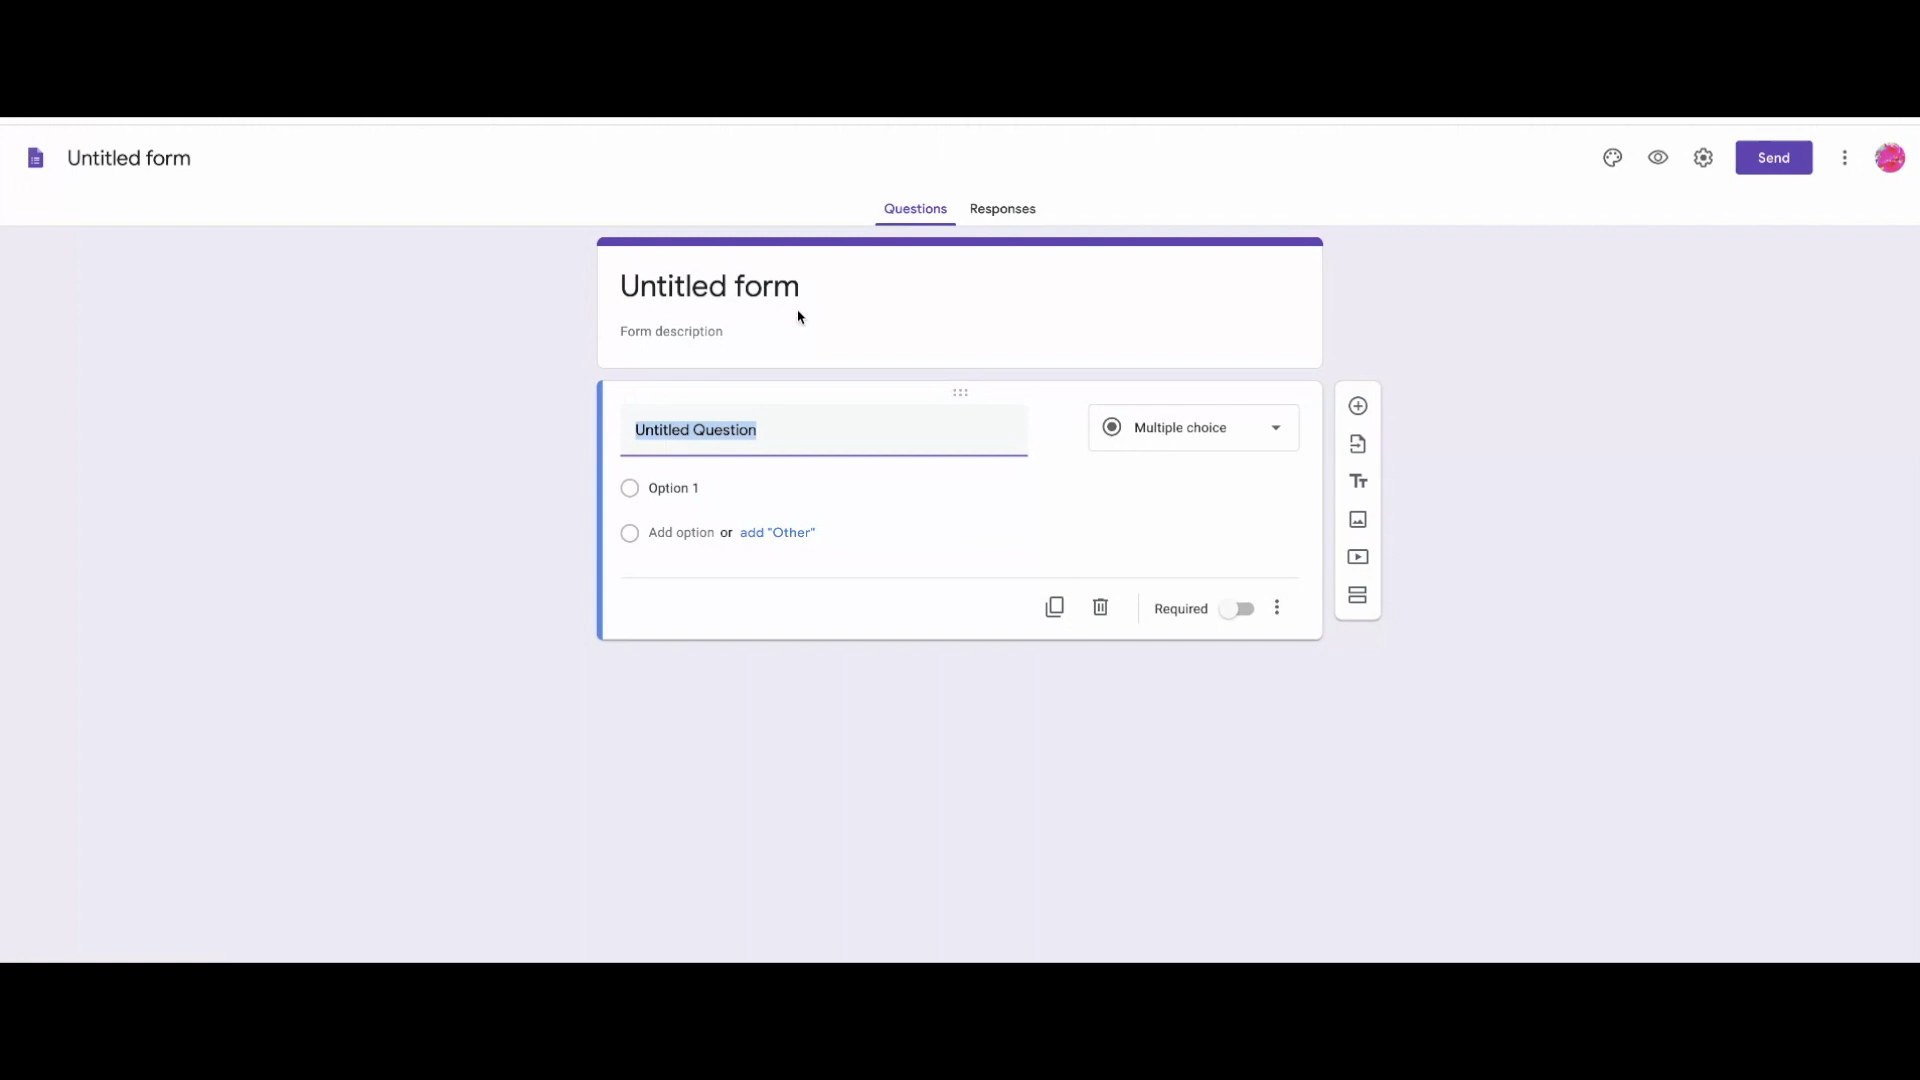 Untitled form
Send
Questions Responses
Untitled form
Form description
Untitled Question
Multiple choice
Option 1
Add option or add "Other"
Required